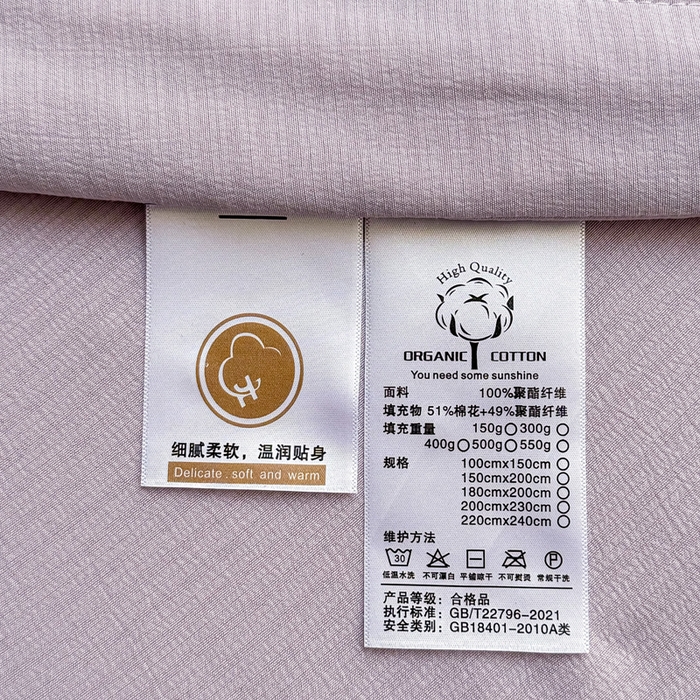 细腻柔软，温润贴身
Delicate . soft and warm
High Quality
ORGANIC COTTON
You need some sunshine
面料 100%聚酯纤维
填充物 51%棉花+49%聚酯纤维
填充重量 150g○300g○
400g○500g○550g○
规格 100cmx150cm○
150cmx200cm○
180cmx200cm○
200cmx230cm○
220cmx240cm○
维护方法
30 P
低温水洗 不可漂白 平铺晾干 不可熨烫 常规干洗
产品等级：合格品
执行标准：GB/T22796-2021
安全类别：GB18401-2010A类